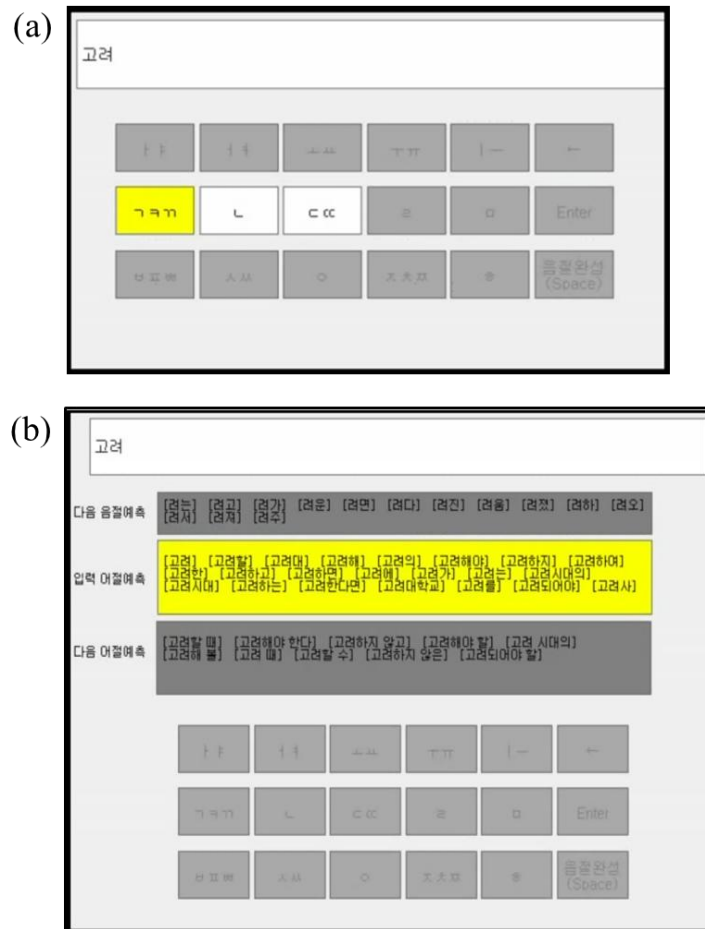 (a)
고려
ㅏㅑ ㅓㅕ ㅗㅛ ㅜㅠ ㅣㅡ ←
ㄱㅋㄲ ㄴ ㄷㄸ ㄹ ㅁ Enter
ㅂㅍㅃ ㅅㅆ ㅇ ㅈㅊㅉ ㅎ 음절완성
(Space)
(b)
고려
다음 음절예측
[려는] [려고] [려가] [려운] [려면] [려다] [려진] [려움] [려졌] [려하] [려오]
[려서] [려져] [려주]
입력 어절예측
[고려] [고려할] [고려대] [고려해] [고려의] [고려해야] [고려하지] [고려하여]
[고려한] [고려하고] [고려하면] [고려에] [고려가] [고려는] [고려시대의]
[고려시대] [고려하는] [고려한다면] [고려대학교] [고려를] [고려되어야] [고려사]
다음 어절예측
[고려할 때] [고려해야 한다] [고려하지 않고] [고려해야 할] [고려 시대의]
[고려해 볼] [고려 때] [고려할 수] [고려하지 않은] [고려되어야 할]
ㅏㅑ ㅓㅕ ㅗㅛ ㅜㅠ ㅣㅡ ←
ㄱㅋㄲ ㄴ ㄷㄸ ㄹ ㅁ Enter
ㅂㅍㅃ ㅅㅆ ㅇ ㅈㅊㅉ ㅎ 음절완성
(Space)